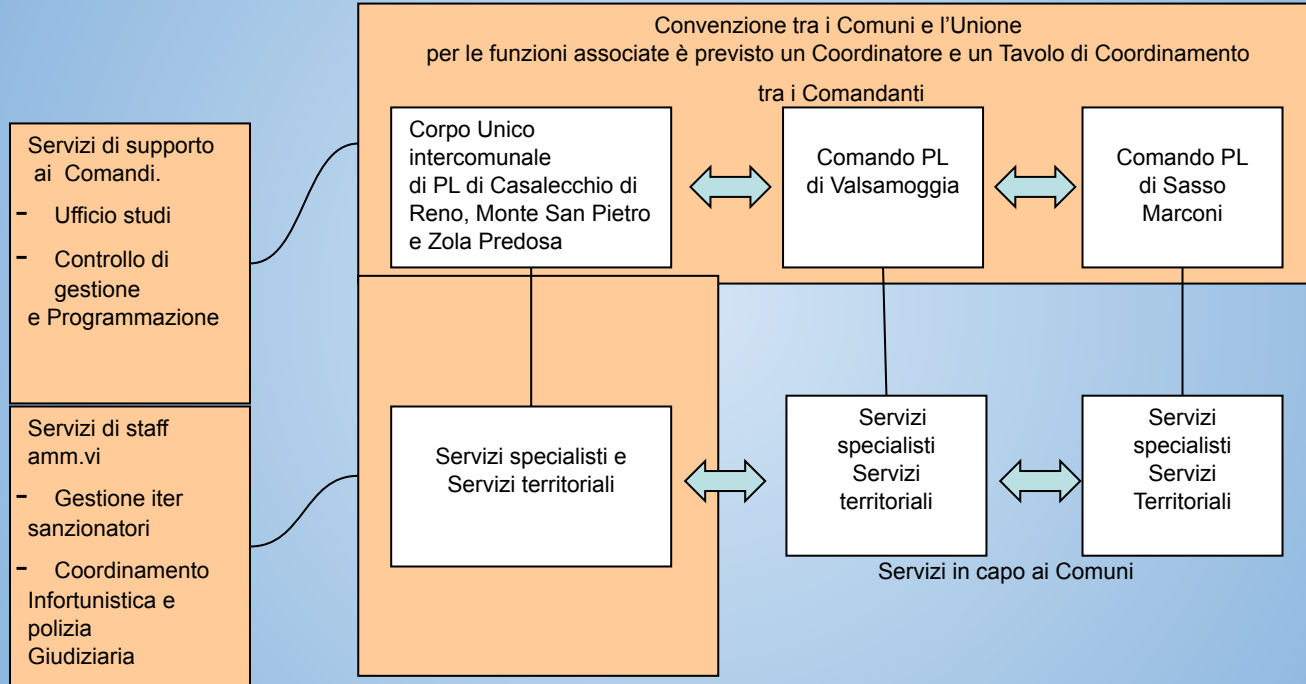 Convenzione tra i Comuni e l’Unione
per le funzioni associate è previsto un Coordinatore e un Tavolo di Coordinamento
tra i Comandanti
Servizi di supporto
ai Comandi.
- Ufficio studi
- Controllo di
gestione
e Programmazione
Corpo Unico
intercomunale
di PL di Casalecchio di
Reno, Monte San Pietro
e Zola Predosa
Comando PL
di Valsamoggia
Comando PL
di Sasso
Marconi
Servizi di staff
amm.vi
- Gestione iter
sanzionatori
- Coordinamento
Infortunistica e
polizia
Giudiziaria
Servizi specialisti e
Servizi territoriali
Servizi
specialisti
Servizi
territoriali
Servizi
specialisti
Servizi
Territoriali
Servizi in capo ai Comuni